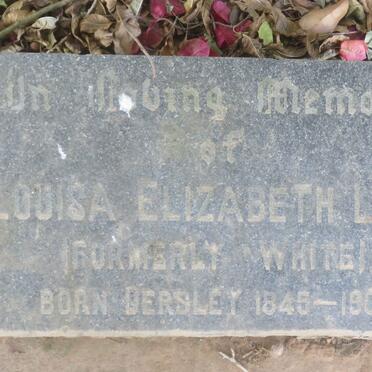 In Loving Memo
of
LOUISA ELIZABETH L
(FORMERLY WHITE)
BORN DERSLEY 1845–190